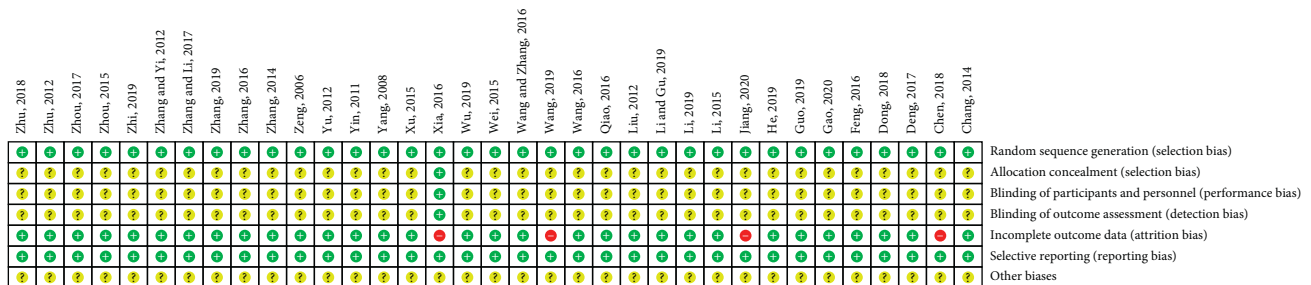 Zhu, 2018
Zhu, 2012
Zhou, 2017
Zhou, 2015
Zhi, 2019
Zhang and Yi, 2012
Zhang and Li, 2017
Zhang, 2019
Zhang, 2016
Zhang, 2014
Zeng, 2006
Yu, 2012
Yin, 2011
Yang, 2008
Xu, 2015
Xia, 2016
Wu, 2019
Wei, 2015
Wang and Zhang, 2016
Wang, 2019
Wang, 2016
Qiao, 2016
Liu, 2012
Li and Gu, 2019
Li, 2019
Li, 2015
Jiang, 2020
He, 2019
Guo, 2019
Gao, 2020
Feng, 2016
Dong, 2018
Deng, 2017
Chen, 2018
Chang, 2014
+ + + + + + + + + + + + + + + + + + + + + + + + + + + + + + + + + + + Random sequence generation (selection bias)
? ? ? ? ? ? ? ? ? ? ? ? ? ? ? + ? ? ? ? ? ? ? ? ? ? ? ? ? ? ? ? ? ? ? Allocation concealment (selection bias)
? ? ? ? ? ? ? ? ? ? ? ? ? ? ? + ? ? ? ? ? ? ? ? ? ? ? ? ? ? ? ? ? ? ? Blinding of participants and personnel (performance bias)
? ? ? ? ? ? ? ? ? ? ? ? ? ? ? + ? ? ? ? ? ? ? ? ? ? ? ? ? ? ? ? ? ? ? Blinding of outcome assessment (detection bias)
+ + + + + + + + + + + + + + + – + + + – + + + + + + – + + + + + + – + Incomplete outcome data (attrition bias)
+ + + + + + + + + + + + + + + + + + + + + + + + + + + + + + + + + + + Selective reporting (reporting bias)
? ? ? ? ? ? ? ? ? ? ? ? ? ? ? ? ? ? ? ? ? ? ? ? ? ? ? ? ? ? ? ? ? ? ? Other biases